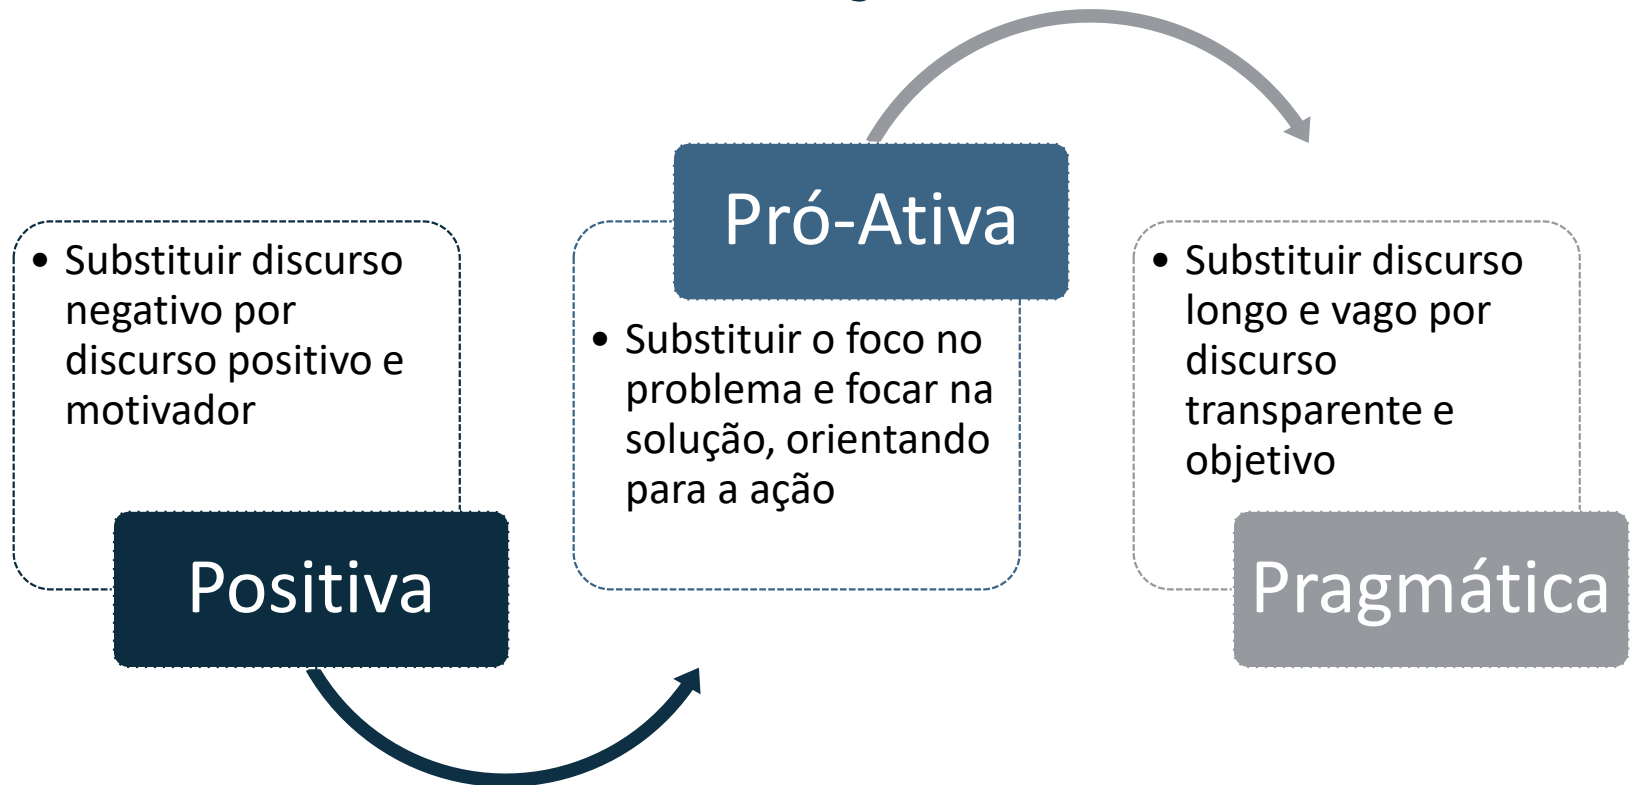 • Substituir discurso
negativo por
discurso positivo e
motivador
Positiva
Pró-Ativa
• Substituir o foco no
problema e focar na
solução, orientando
para a ação
• Substituir discurso
longo e vago por
discurso
transparente e
objetivo
Pragmática